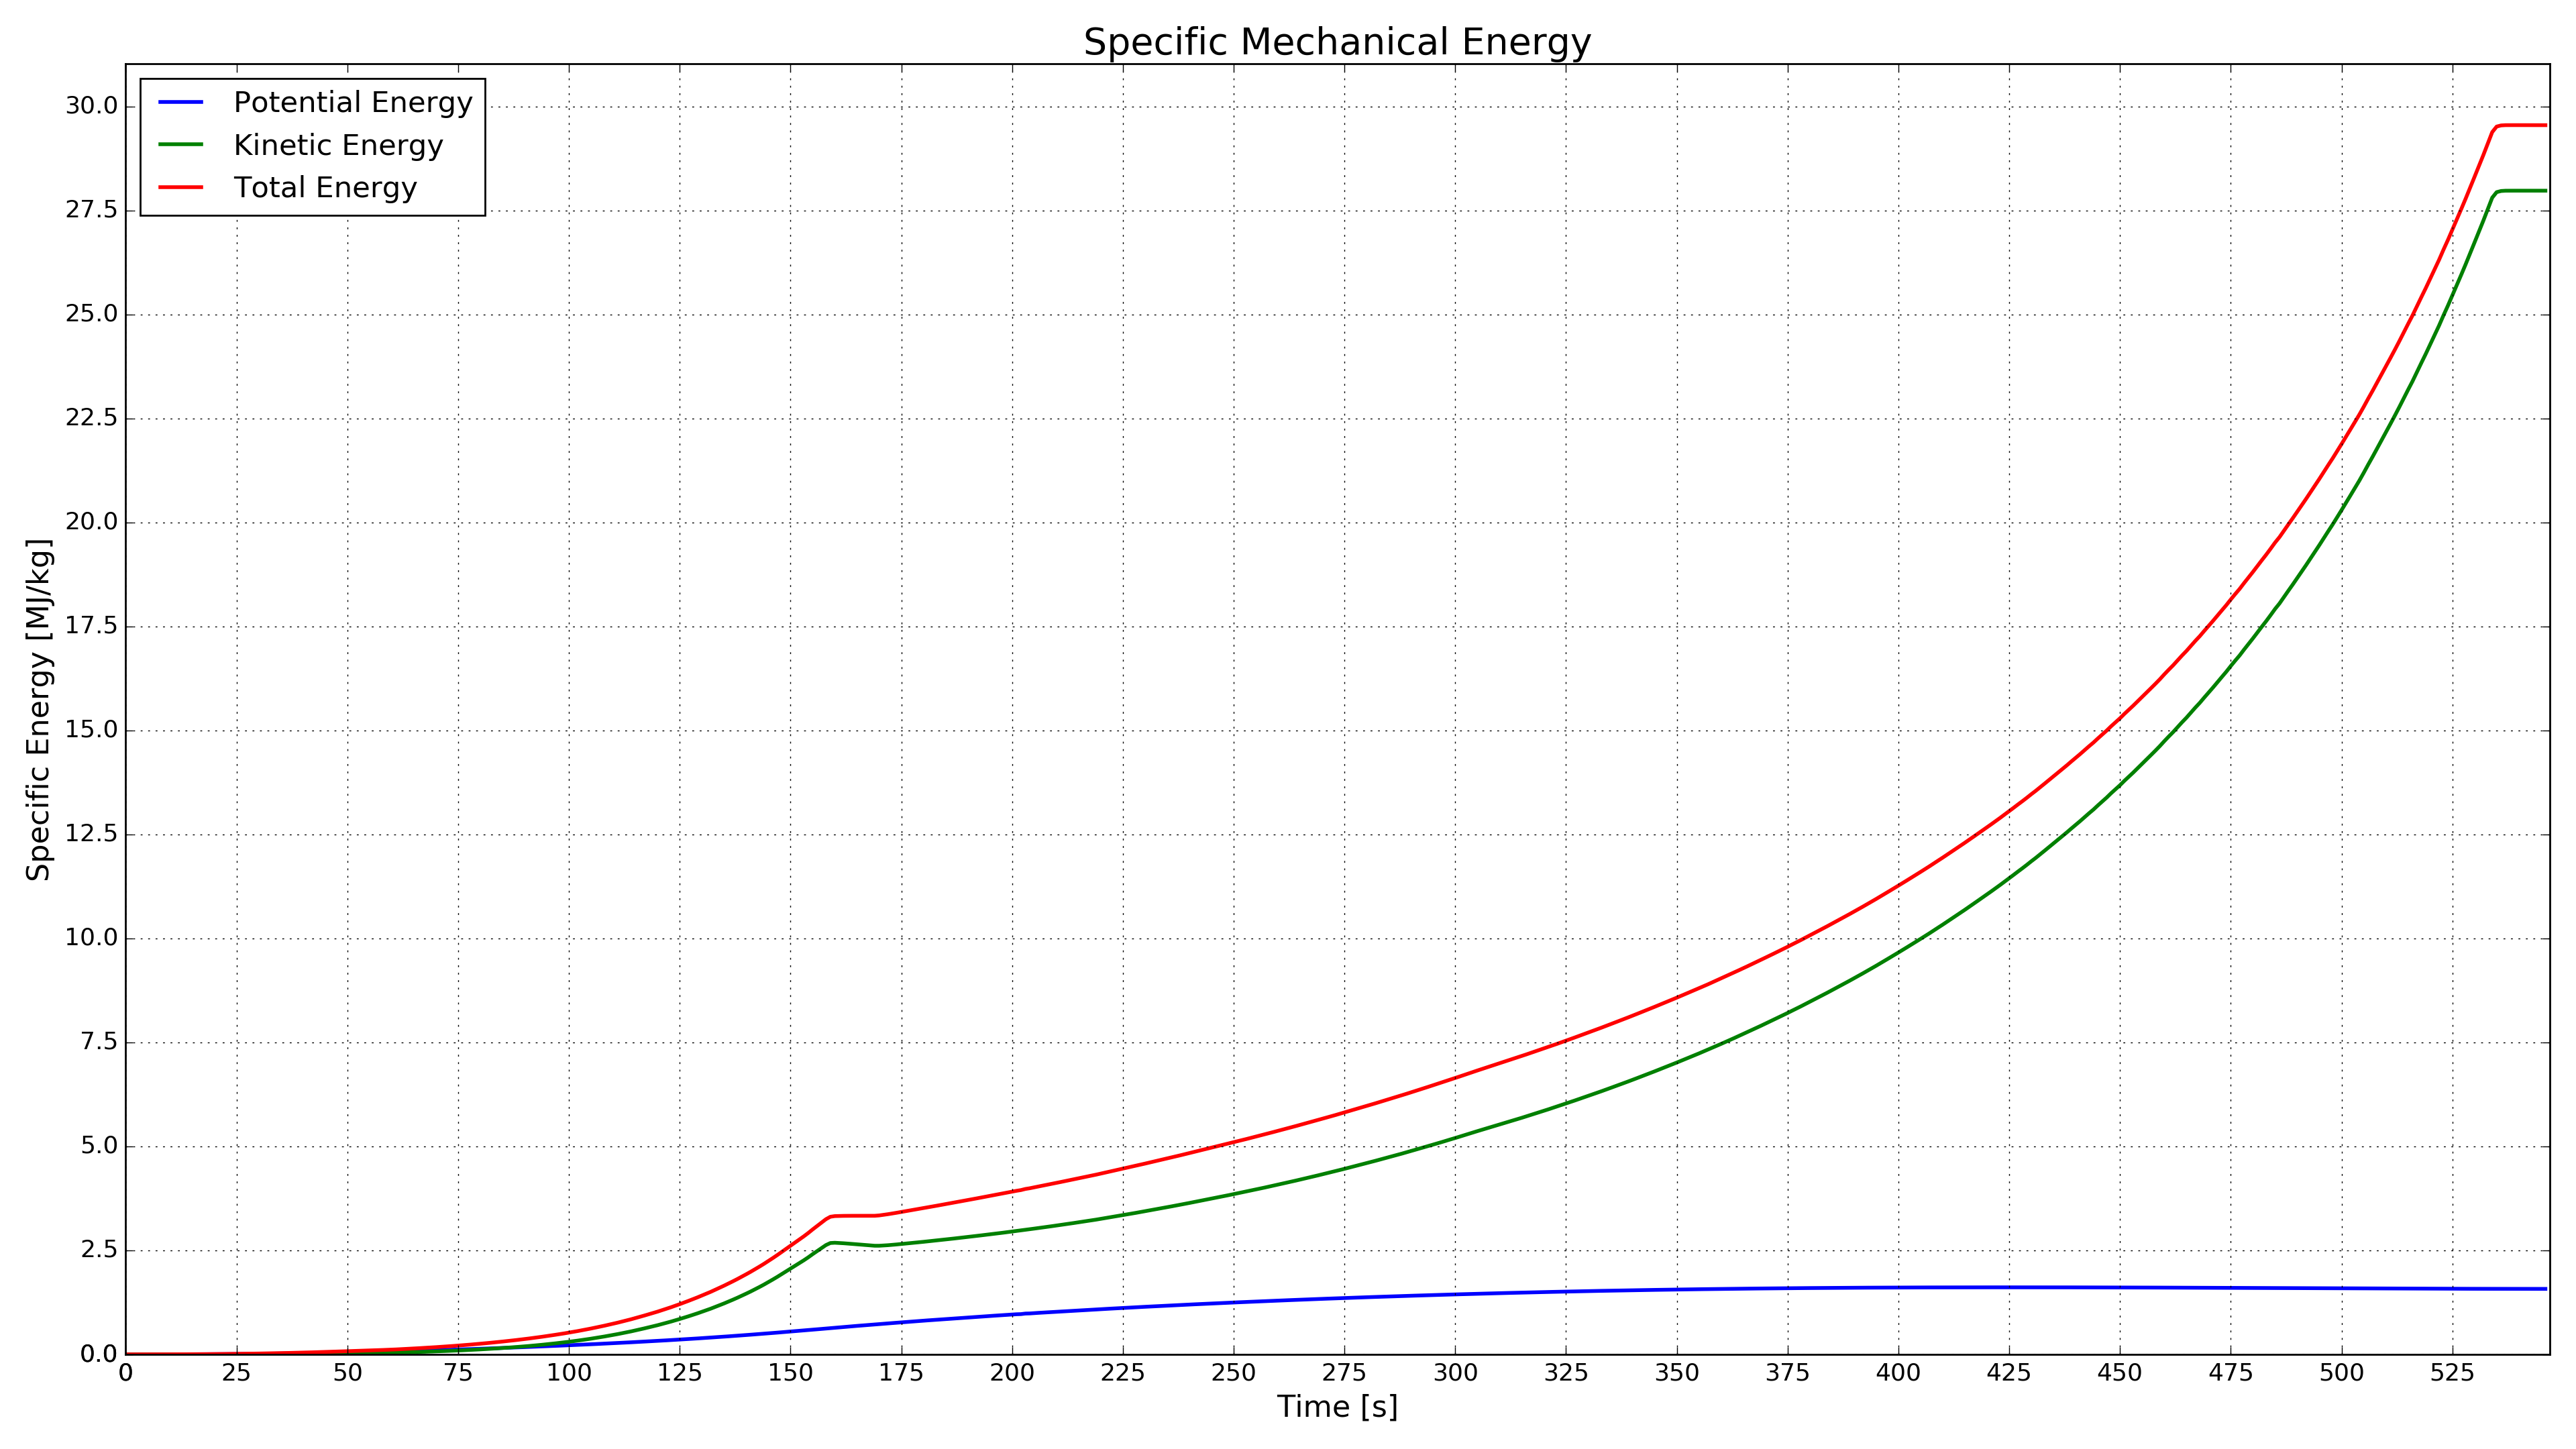 Specific Mechanical Energy
Potential Energy
Kinetic Energy
Total Energy
Specific Energy [MJ/kg]
30.0
27.5
25.0
22.5
20.0
17.5
15.0
12.5
10.0
7.5
5.0
2.5
0.0
0 25 50 75 100 125 150 175 200 225 250 275 300 325 350 375 400 425 450 475 500 525
Time [s]